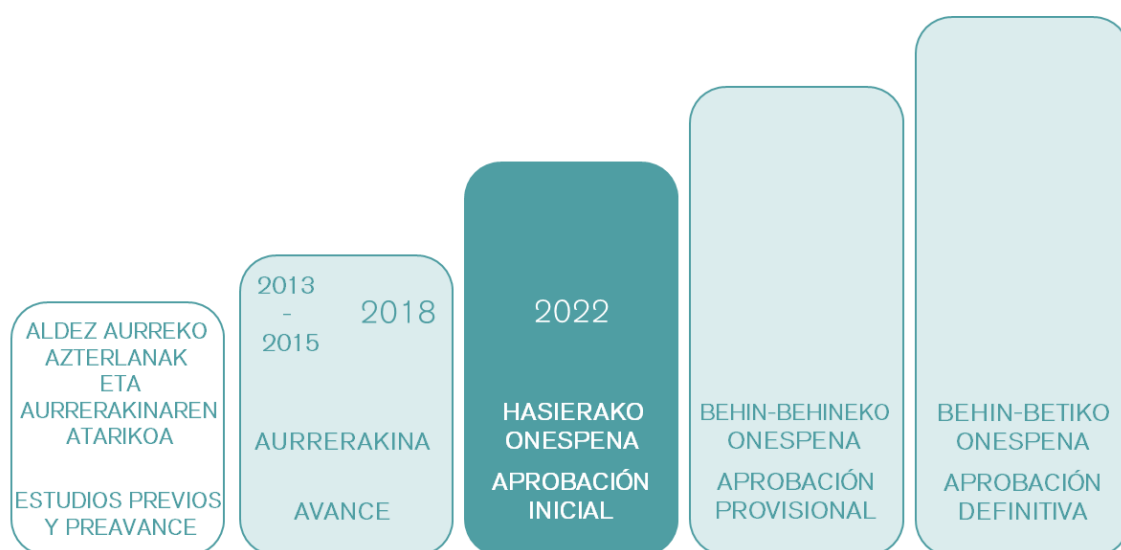 ALDEZ AURREKO
AZTERLANAK
ETA
AURRERAKINAREN
ATARIKOA
ESTUDIOS PREVIOS
Y PREAVANCE
2013
-
2015
2018
AURRERAKINA
AVANCE
2022
HASIERAKO
ONESPENA
APROBACIÓN
INICIAL
BEHIN-BEHINEKO
ONESPENA
APROBACIÓN
PROVISIONAL
BEHIN-BETIKO
ONESPENA
APROBACIÓN
DEFINITIVA